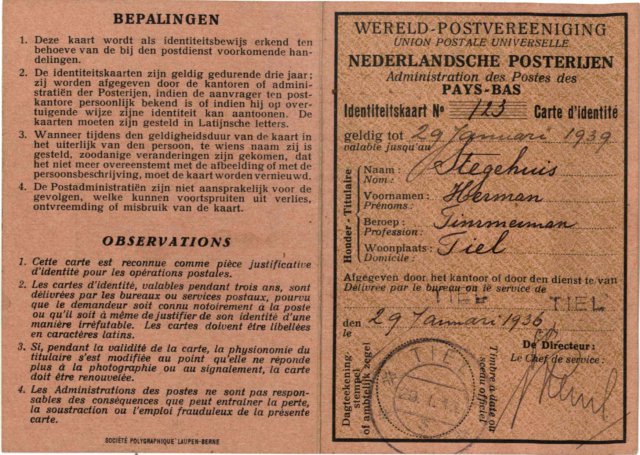 BEPALINGEN
1. Deze kaart wordt als identiteitsbewijs erkend ten
behoeve van de bij den postdienst voorkomende han-
delingen.
2. De identiteitskaarten zijn geldig gedurende drie jaar;
zij worden afgegeven door de kantoren of admini-
stratiën der Posterijen, indien de aanvrager ten post-
kantore persoonlijk bekend is of indien hij op over-
tuigende wijze zijne identiteit kan aantoonen. De
kaarten moeten zijn gesteld in Latijnsche letters.
3. Wanneer tijdens den geldigheidsduur van de kaart in
het uiterlijk van den persoon, te wiens naam zij is
gesteld, zoodanige veranderingen zijn gekomen, dat
het niet meer overeenstemt met de afbeelding of met de
persoonsbeschrijving, moet de kaart worden vernieuwd.
4. De Postadministratiën zijn niet aansprakelijk voor de
gevolgen, welke kunnen voortspruiten uit verlies,
ontvreemding of misbruik van de kaart.
OBSERVATIONS
1. Cette carte est reconnue comme pièce justificative
d'identité pour les opérations postales.
2. Les cartes d'identité, valables pendant trois ans, sont
délivrées par les bureaux ou services postaux, pourvu
que le demandeur soit connu notoirement à la poste
ou qu'il soit à même de justifier de son identité d'une
manière irréfutable. Les cartes doivent être libellées
en caractères latins.
3. Si, pendant la validité de la carte, la physionomie du
titulaire s'est modifiée au point qu'elle ne réponde
plus à la photographie ou au signalement, la carte
doit être renouvelée.
4. Les Administrations des postes ne sont pas respon-
sables des conséquences que peut entraîner la perte,
la soustraction ou l'emploi frauduleux de la présente
carte.
SOCIÉTÉ POLYGRAPHIQUE LAUPEN-BERNE
WERELD-POSTVEREENIGING
UNION POSTALE UNIVERSELLE
NEDERLANDSCHE POSTERIJEN
Administration des Postes des
PAYS-BAS
Identiteitskaart No 123 Carte d'identité
geldig tot 29 Januari 1939
valable jusqu'au
Houder - Titulaire
Naam: Stegehuis
Nom:
Voornamen: Herman
Prénoms:
Beroep: Timmerman
Profession:
Woonplaats: Tiel
Domicile:
Afgegeven door het kantoor of door den dienst te/van
Délivrée par le bureau ou le service de
TIEL TIEL
den 29 Januari 1936
le
De Directeur:
Le Chef de service:
Dagteekening-
stempel
of ambtelijk zegel
TIEL
Timbre à date ou
sceau officiel